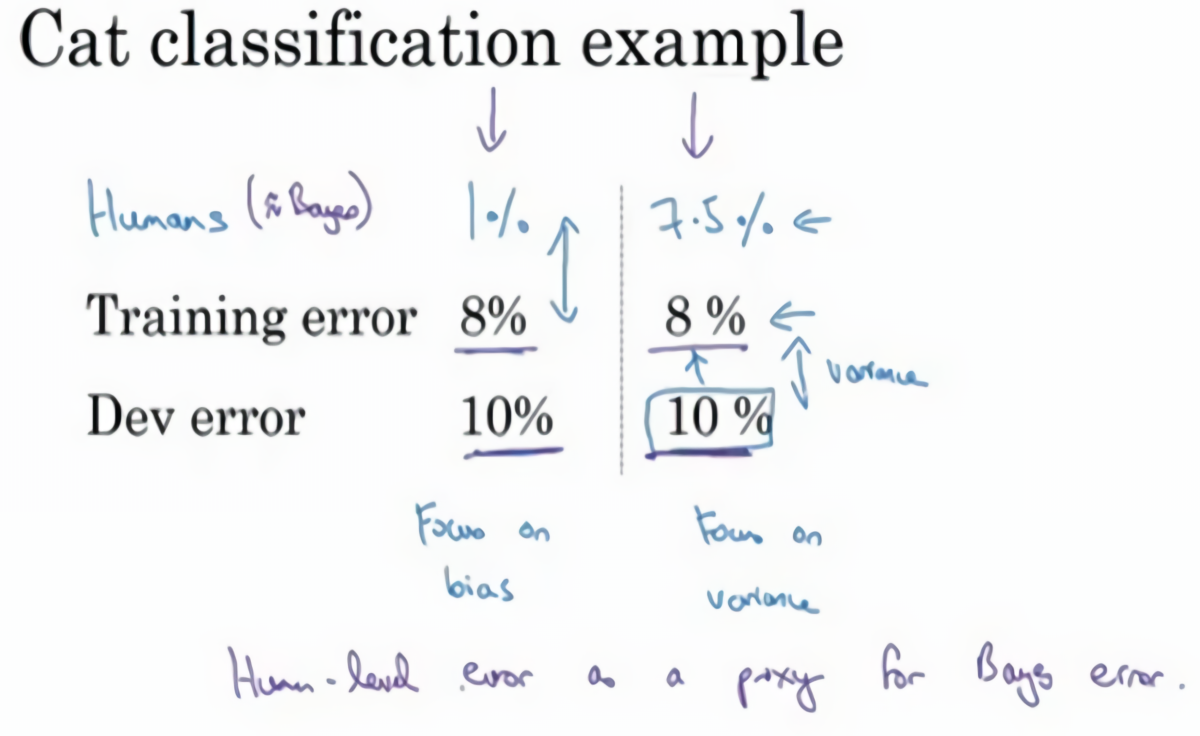 Cat classification example
Humans (≈ Bayes) 1% 7.5%
Training error 8% 8 %
variance
Dev error 10% 10 %
Focus on Focus on
bias variance
Human-level error as a proxy for Bayes error.